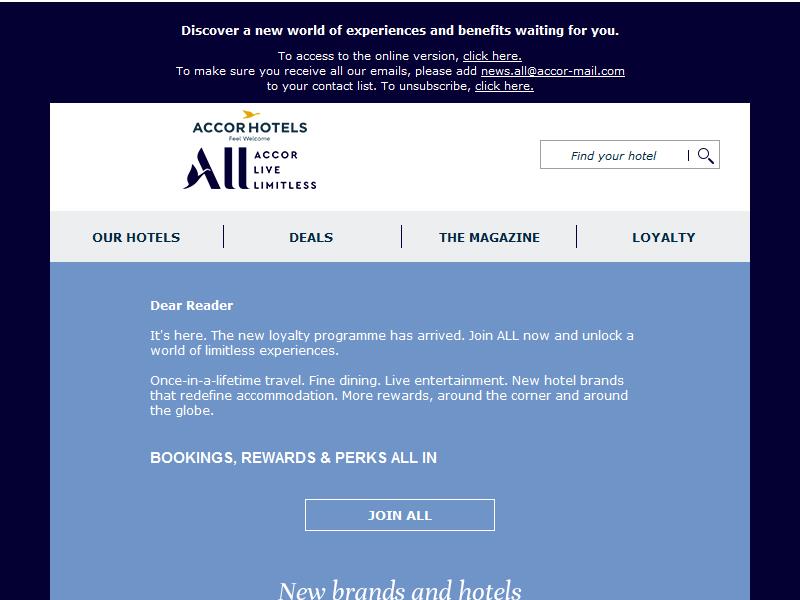 Discover a new world of experiences and benefits waiting for you.
To access to the online version, click here.
To make sure you receive all our emails, please add news.all@accor-mail.com
to your contact list. To unsubscribe, click here.
ACCOR HOTELS
Feel Welcome
All ACCOR
LIVE
LIMITLESS
Find your hotel
OUR HOTELS DEALS THE MAGAZINE LOYALTY
Dear Reader
It's here. The new loyalty programme has arrived. Join ALL now and unlock a
world of limitless experiences.
Once-in-a-lifetime travel. Fine dining. Live entertainment. New hotel brands
that redefine accommodation. More rewards, around the corner and around
the globe.
BOOKINGS, REWARDS & PERKS ALL IN
JOIN ALL
New brands and hotels